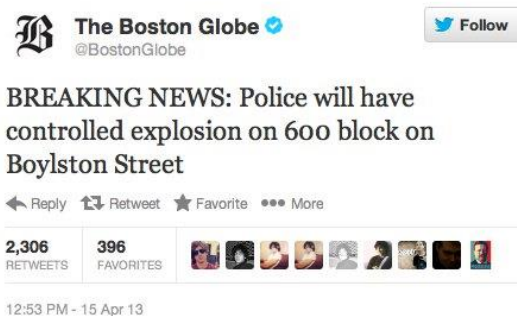 The Boston Globe
@BostonGlobe
Follow
BREAKING NEWS: Police will have
controlled explosion on 600 block on
Boylston Street
Reply Retweet Favorite More
2,306 396
RETWEETS FAVORITES
12:53 PM - 15 Apr 13